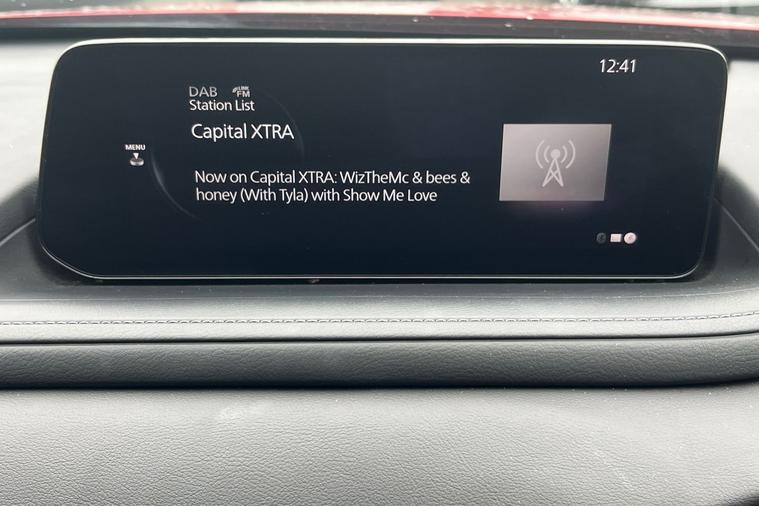 12:41
DAB LINK FM
Station List
Capital XTRA
MENU
Now on Capital XTRA: WizTheMc & bees &
honey (With Tyla) with Show Me Love